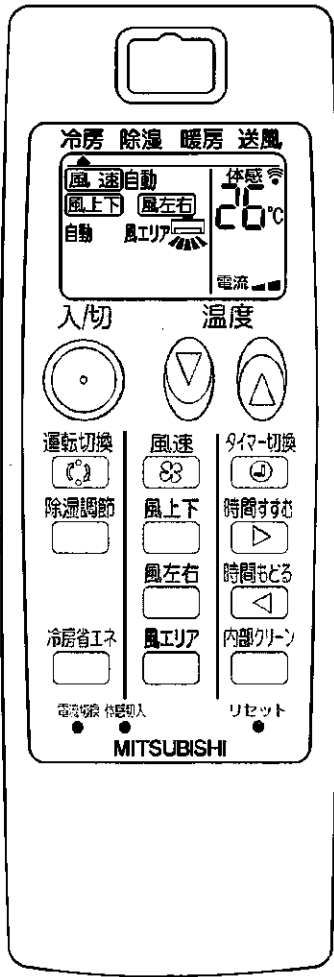 冷房 除湿 暖房 送風
風速 自動 体感
風上下 風左右 26℃
自動 風エリア
電流
入/切 温度
運転切換 風速 タイマー切換
除湿調節 風上下 時間すすむ
風左右 時間もどる
冷房省エネ 風エリア 内部クリーン
電流切換 体感切入 リセット
MITSUBISHI